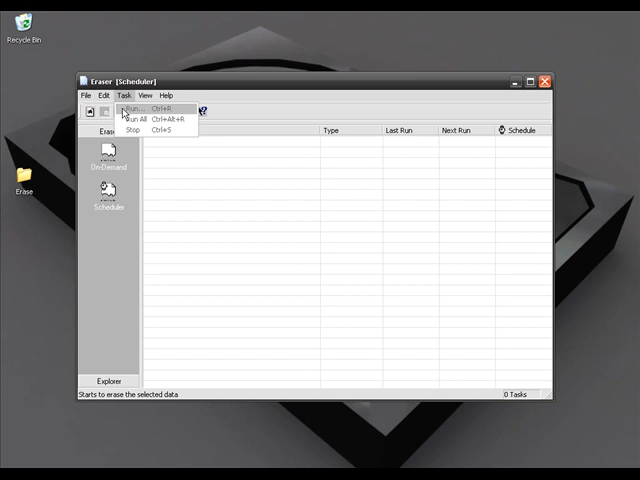 Recycle Bin
Eraser [Scheduler]
File Edit Task View Help
Run... Ctrl+R
Run All Ctrl+Alt+R
Stop Ctrl+S
Type Last Run Next Run Schedule
On-Demand
Scheduler
Erase
Explorer
Starts to erase the selected data
0 Tasks